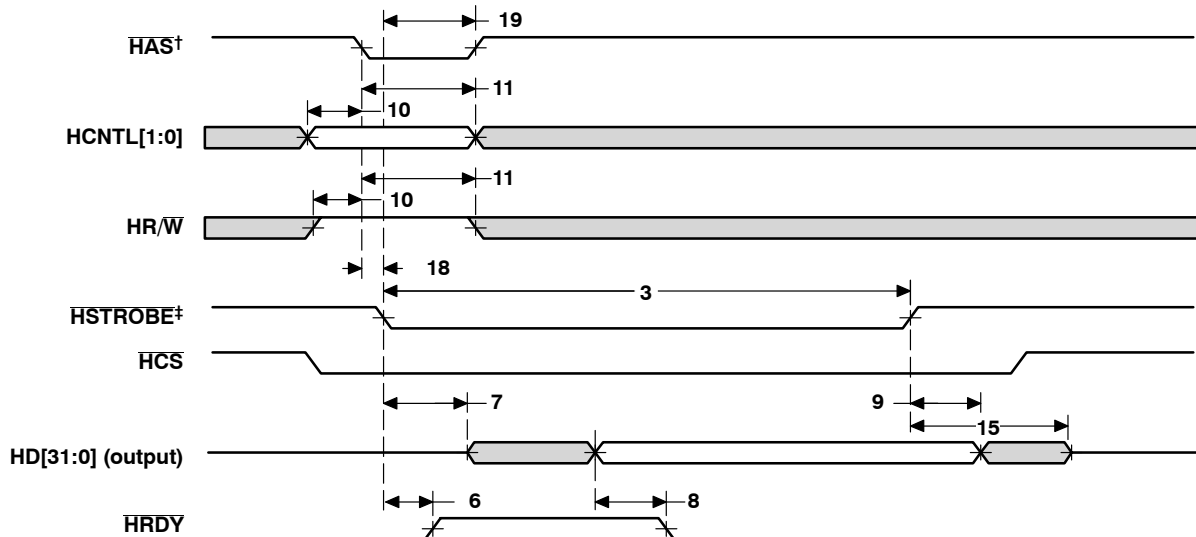 19
HAS†
11
10
HCNTL[1:0]
11
10
HR/W
18
3
HSTROBE‡
HCS
7
9
15
HD[31:0] (output)
6
8
HRDY